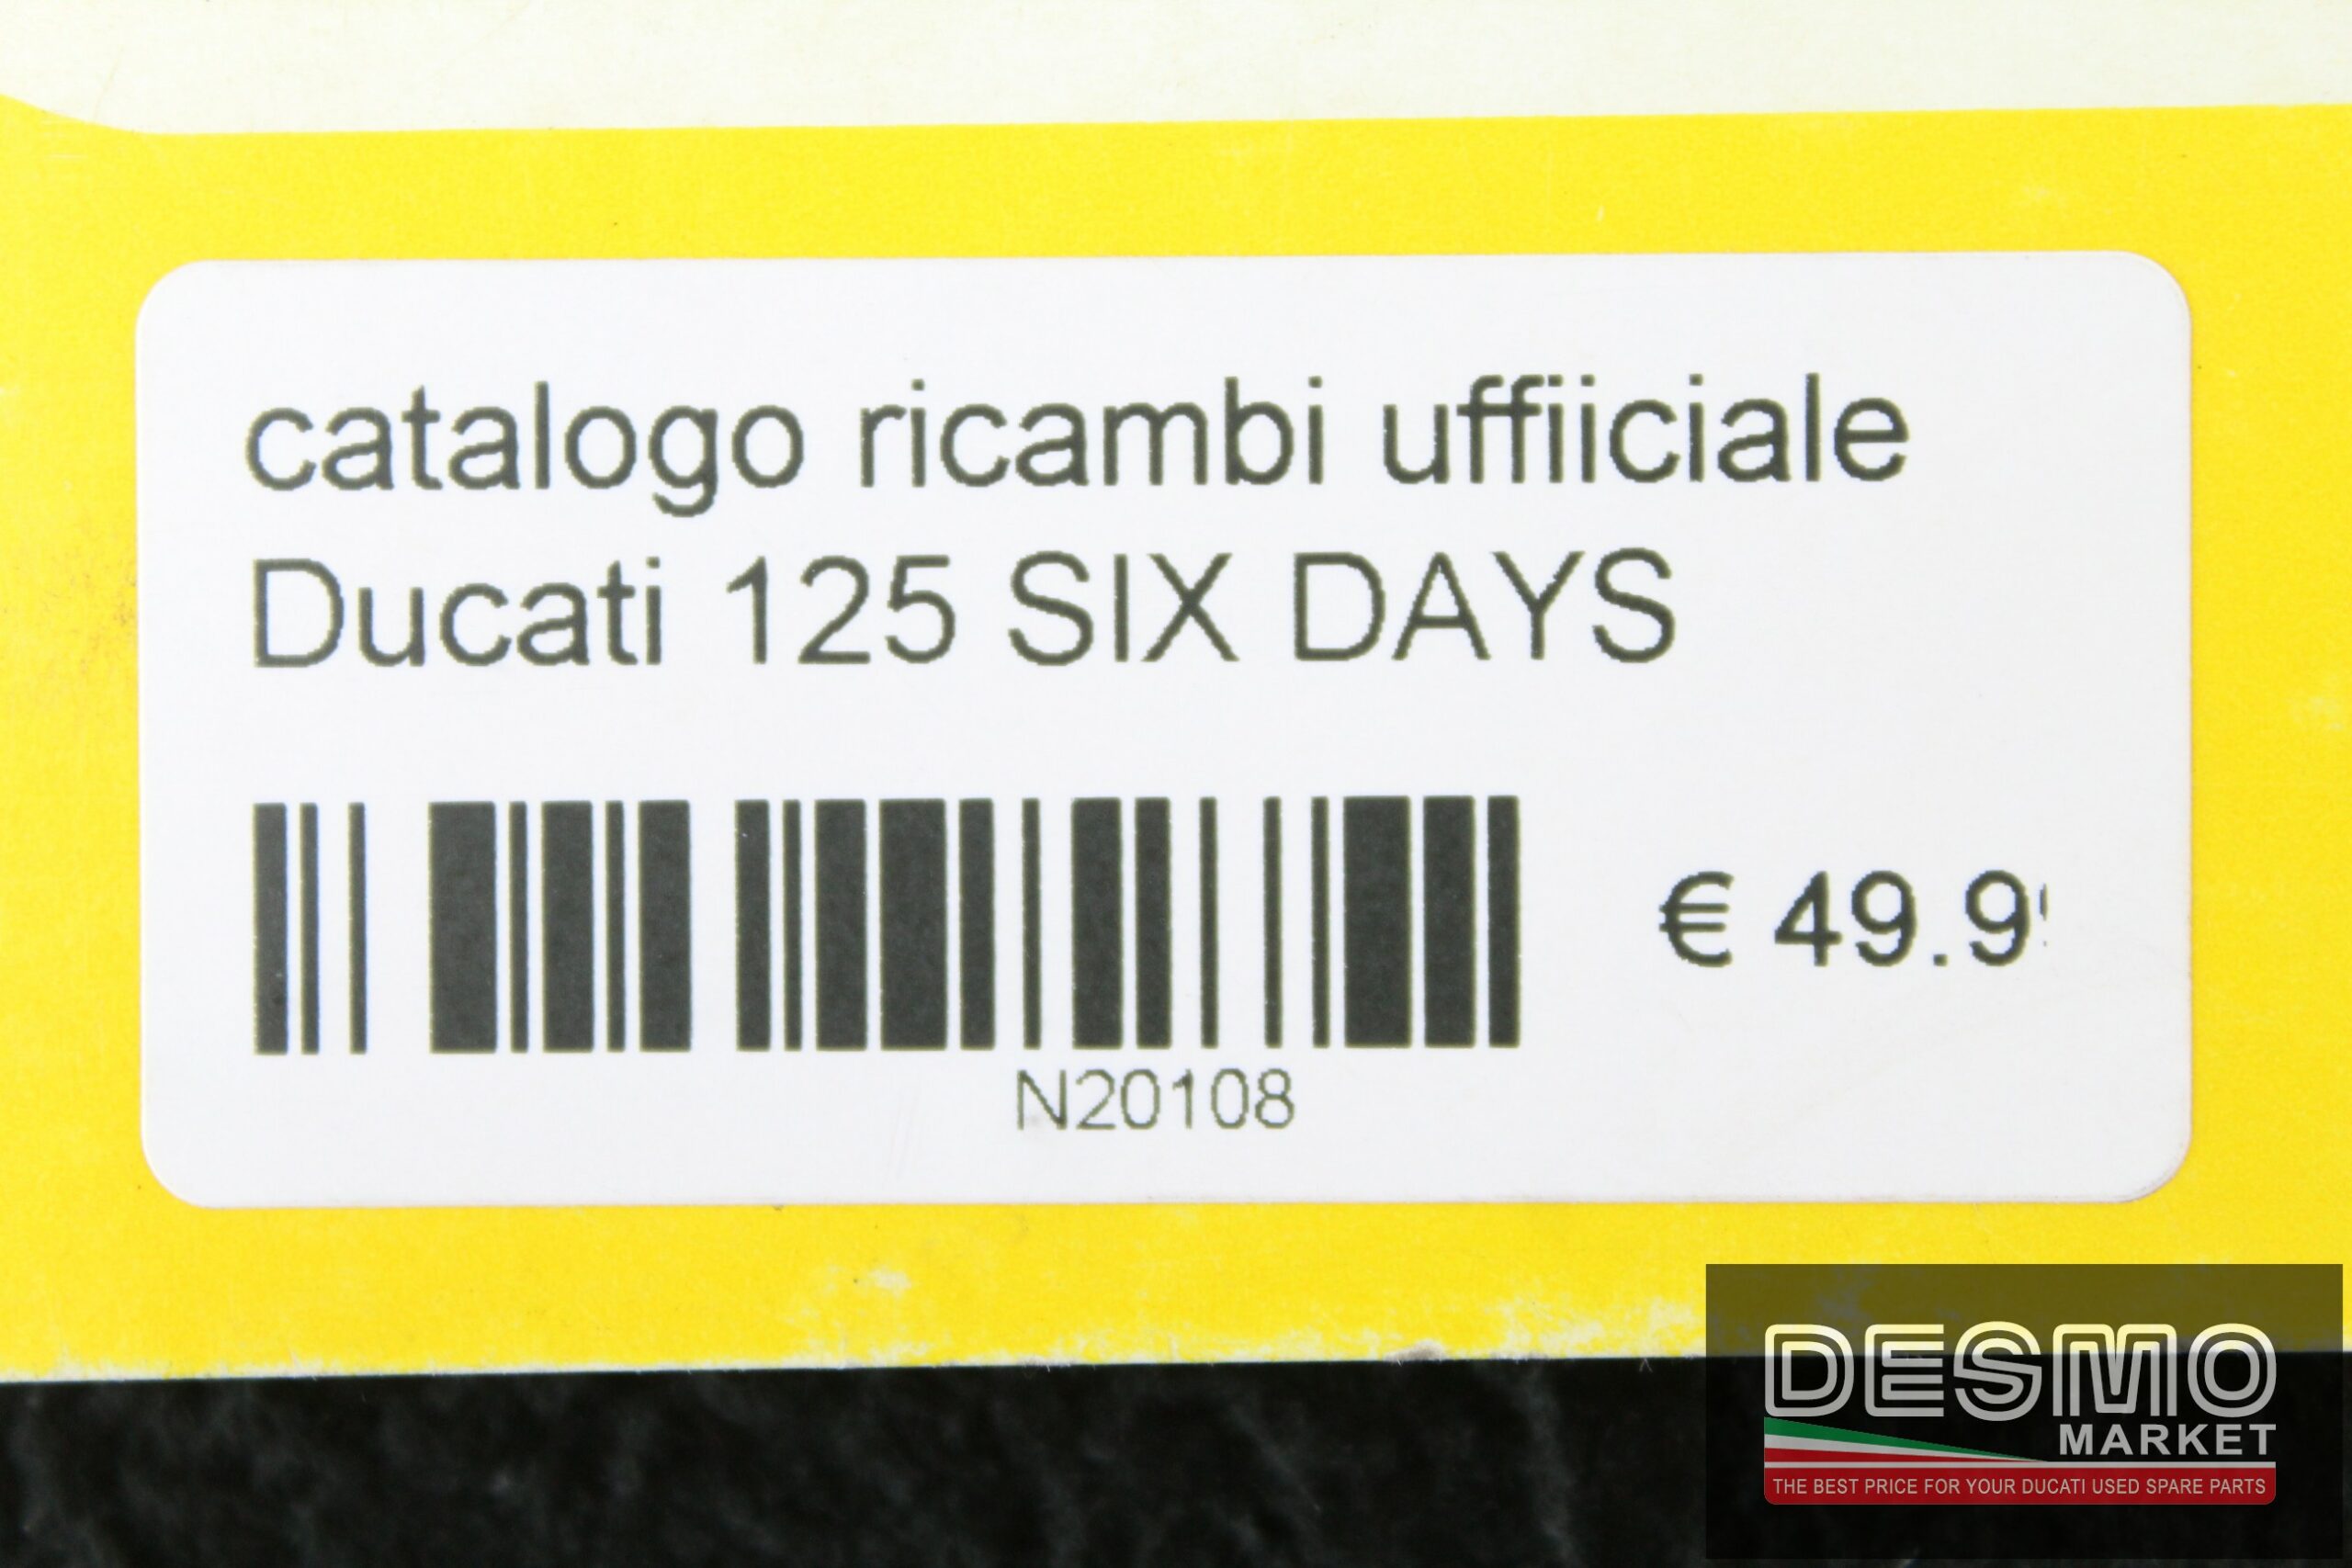 catalogo ricambi uffiiciale
Ducati 125 SIX DAYS
€ 49.9
N20108
DESMO
MARKET
THE BEST PRICE FOR YOUR DUCATI USED SPARE PARTS